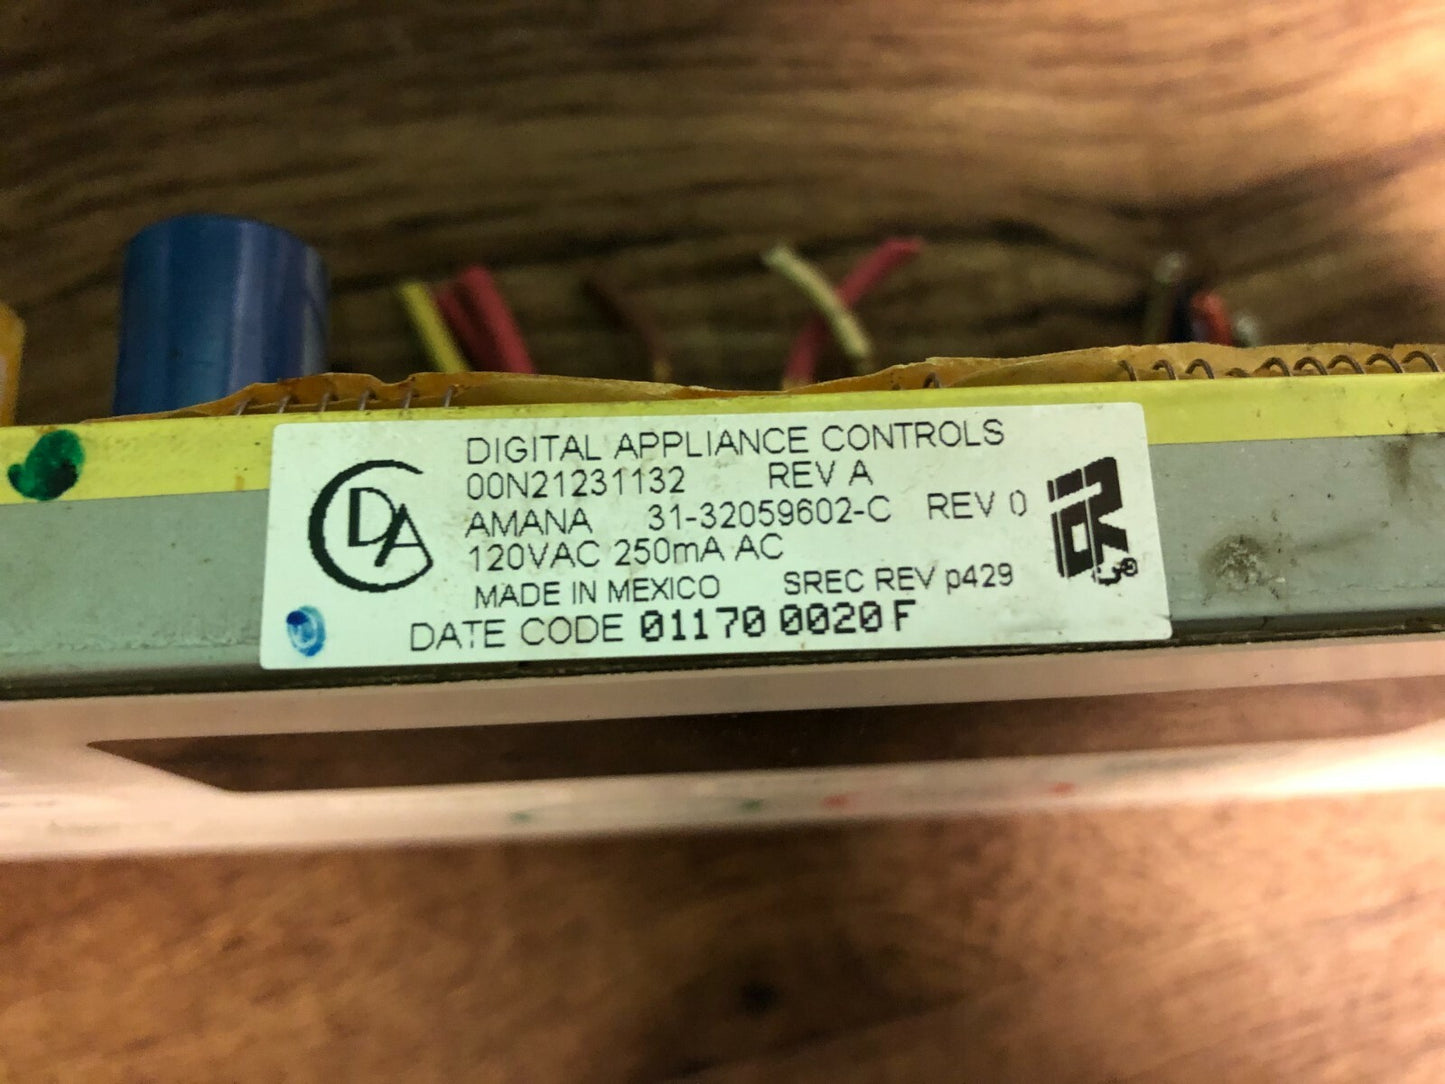 DIGITAL APPLIANCE CONTROLS
00N21231132 REV A
AMANA 31-32059602-C REV 0
120VAC 250mA AC
MADE IN MEXICO SREC REV p429
DATE CODE 01170 0020 F
DA